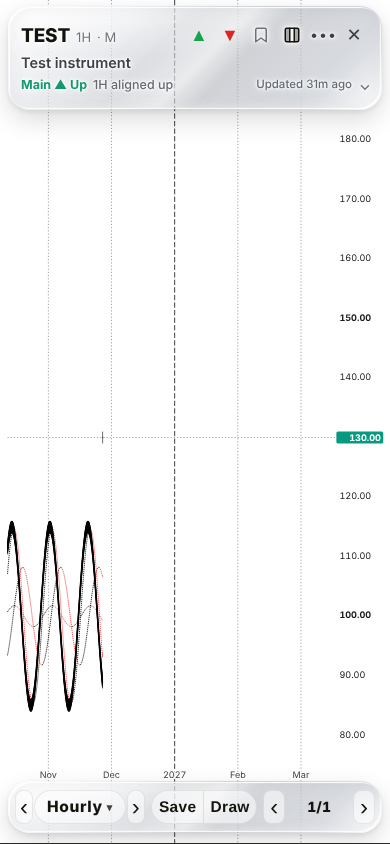 TEST 1H · M ▲ ▼ ••• ✕
Test instrument
Main ▲ Up 1H aligned up Updated 31m ago
180.00
170.00
160.00
150.00
140.00
130.00
120.00
110.00
100.00
90.00
80.00
Nov Dec 2027 Feb Mar
‹ Hourly ▾ › Save Draw ‹ 1/1 ›